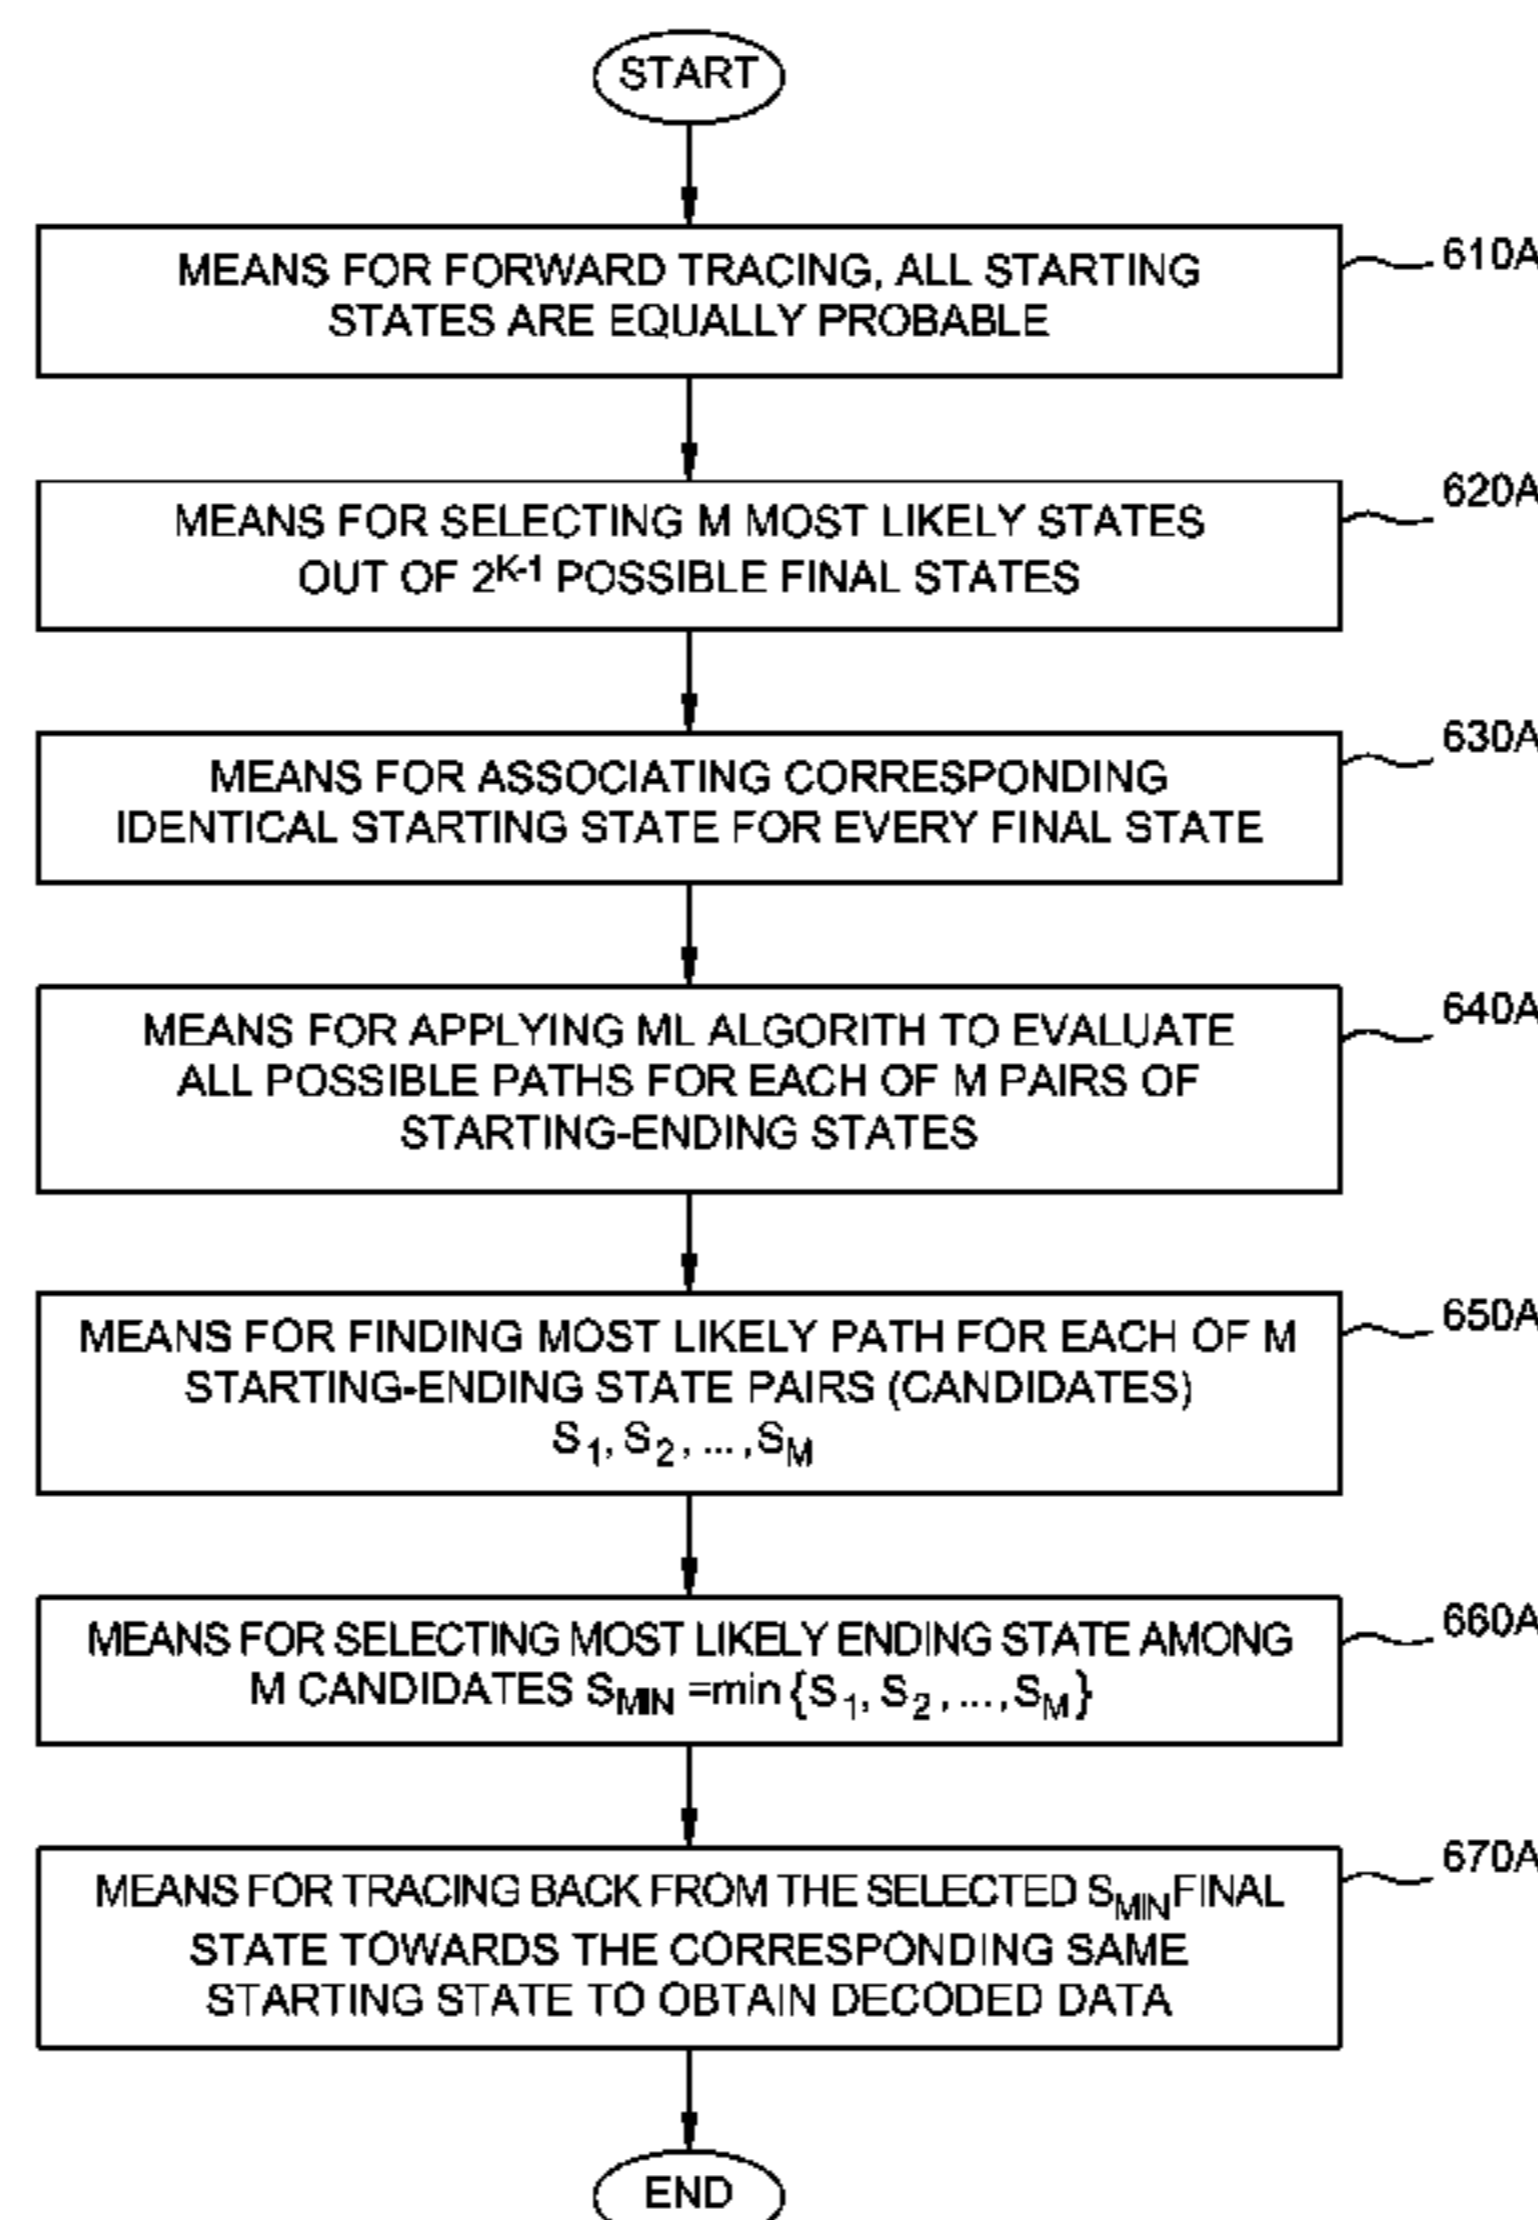 START
MEANS FOR FORWARD TRACING, ALL STARTING
STATES ARE EQUALLY PROBABLE
610A
MEANS FOR SELECTING M MOST LIKELY STATES
OUT OF 2^K-1 POSSIBLE FINAL STATES
620A
MEANS FOR ASSOCIATING CORRESPONDING
IDENTICAL STARTING STATE FOR EVERY FINAL STATE
630A
MEANS FOR APPLYING ML ALGORITH TO EVALUATE
ALL POSSIBLE PATHS FOR EACH OF M PAIRS OF
STARTING-ENDING STATES
640A
MEANS FOR FINDING MOST LIKELY PATH FOR EACH OF M
STARTING-ENDING STATE PAIRS (CANDIDATES)
S1, S2, ..., SM
650A
MEANS FOR SELECTING MOST LIKELY ENDING STATE AMONG
M CANDIDATES SMIN =min {S1, S2, ..., SM}
660A
MEANS FOR TRACING BACK FROM THE SELECTED SMIN FINAL
STATE TOWARDS THE CORRESPONDING SAME
STARTING STATE TO OBTAIN DECODED DATA
670A
END